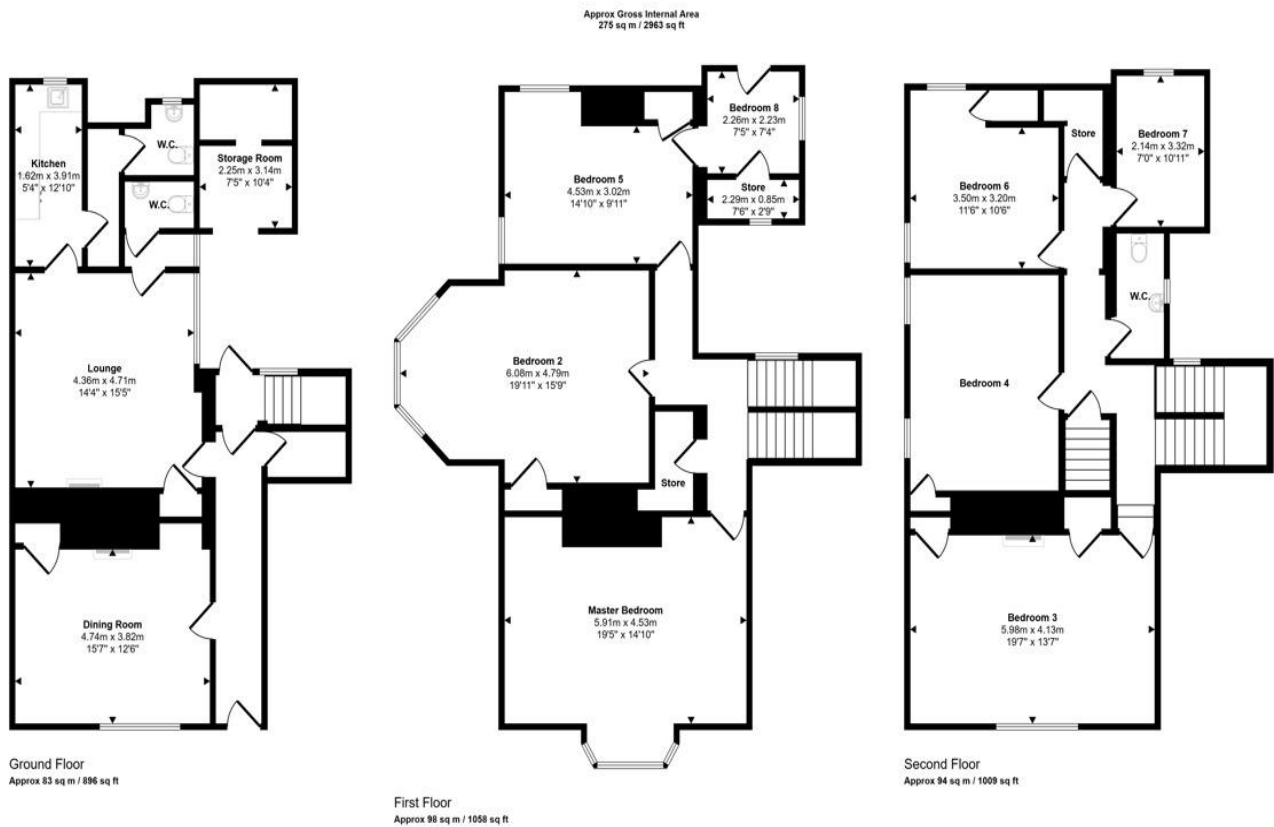 Approx Gross Internal Area
275 sq m / 2963 sq ft
Kitchen
1.62m x 3.91m
5'4" x 12'10"
W.C.
W.C.
Storage Room
2.25m x 3.14m
7'5" x 10'4"
Lounge
4.36m x 4.71m
14'4" x 15'5"
Dining Room
4.74m x 3.82m
15'7" x 12'6"
Ground Floor
Approx 83 sq m / 896 sq ft
Bedroom 8
2.26m x 2.23m
7'5" x 7'4"
Bedroom 5
4.53m x 3.02m
14'10" x 9'11"
Store
2.29m x 0.85m
7'6" x 2'9"
Bedroom 2
6.08m x 4.79m
19'11" x 15'9"
Store
Master Bedroom
5.91m x 4.53m
19'5" x 14'10"
First Floor
Approx 98 sq m / 1058 sq ft
Store
Bedroom 7
2.14m x 3.32m
7'0" x 10'11"
Bedroom 6
3.50m x 3.20m
11'6" x 10'6"
W.C.
Bedroom 4
Bedroom 3
5.98m x 4.13m
19'7" x 13'7"
Second Floor
Approx 94 sq m / 1009 sq ft